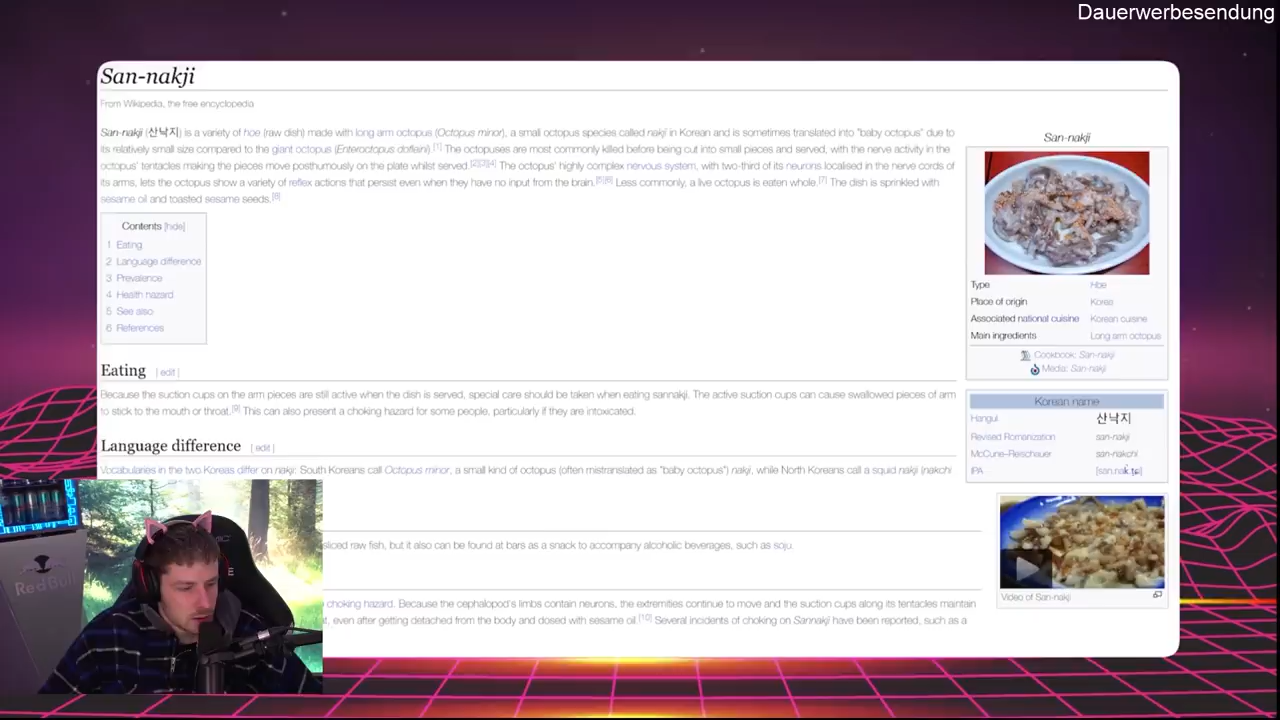 Dauerwerbesendung
San-nakji
From Wikipedia, the free encyclopedia
San-nakji (산낙지) is a variety of hoe (raw dish) made with long arm octopus (Octopus minor), a small octopus species called nakji in Korean and is sometimes translated into "baby octopus" due to
its relatively small size compared to the giant octopus (Enteroctopus dofleini).[1] The octopuses are most commonly killed before being cut into small pieces and served, with the nerve activity in the
octopus' tentacles making the pieces move posthumously on the plate whilst served.[2][3][4] The octopus' highly complex nervous system, with two-third of its neurons localised in the nerve cords of
its arms, lets the octopus show a variety of reflex actions that persist even when they have no input from the brain.[5][6] Less commonly, a live octopus is eaten whole.[7] The dish is sprinkled with
sesame oil and toasted sesame seeds.[8]
Contents [hide]
1 Eating
2 Language difference
3 Prevalence
4 Health hazard
5 See also
6 References
San-nakji
Type Hoe
Place of origin Korea
Associated national cuisine Korean cuisine
Main ingredients Long arm octopus
Cookbook: San-nakji
Media: San-nakji
Eating [ edit ]
Because the suction cups on the arm pieces are still active when the dish is served, special care should be taken when eating sannakji. The active suction cups can cause swallowed pieces of arm
to stick to the mouth or throat.[9] This can also present a choking hazard for some people, particularly if they are intoxicated.
Korean name
Hangul 산낙지
Revised Romanization san-nakji
McCune–Reischauer san-nakchi
IPA
Language difference [ edit ]
Vocabularies in the two Koreas differ on nakji: South Koreans call Octopus minor, a small kind of octopus (often mistranslated as "baby octopus") nakji, while North Koreans call a squid nakji (nakchi
sliced raw fish, but it also can be found at bars as a snack to accompany alcoholic beverages, such as soju.
Video of San-nakji
choking hazard. Because the cephalopod's limbs contain neurons, the extremities continue to move and the suction cups along its tentacles maintain
t, even after getting detached from the body and dosed with sesame oil.[10] Several incidents of choking on Sannakji have been reported, such as a
RedBull